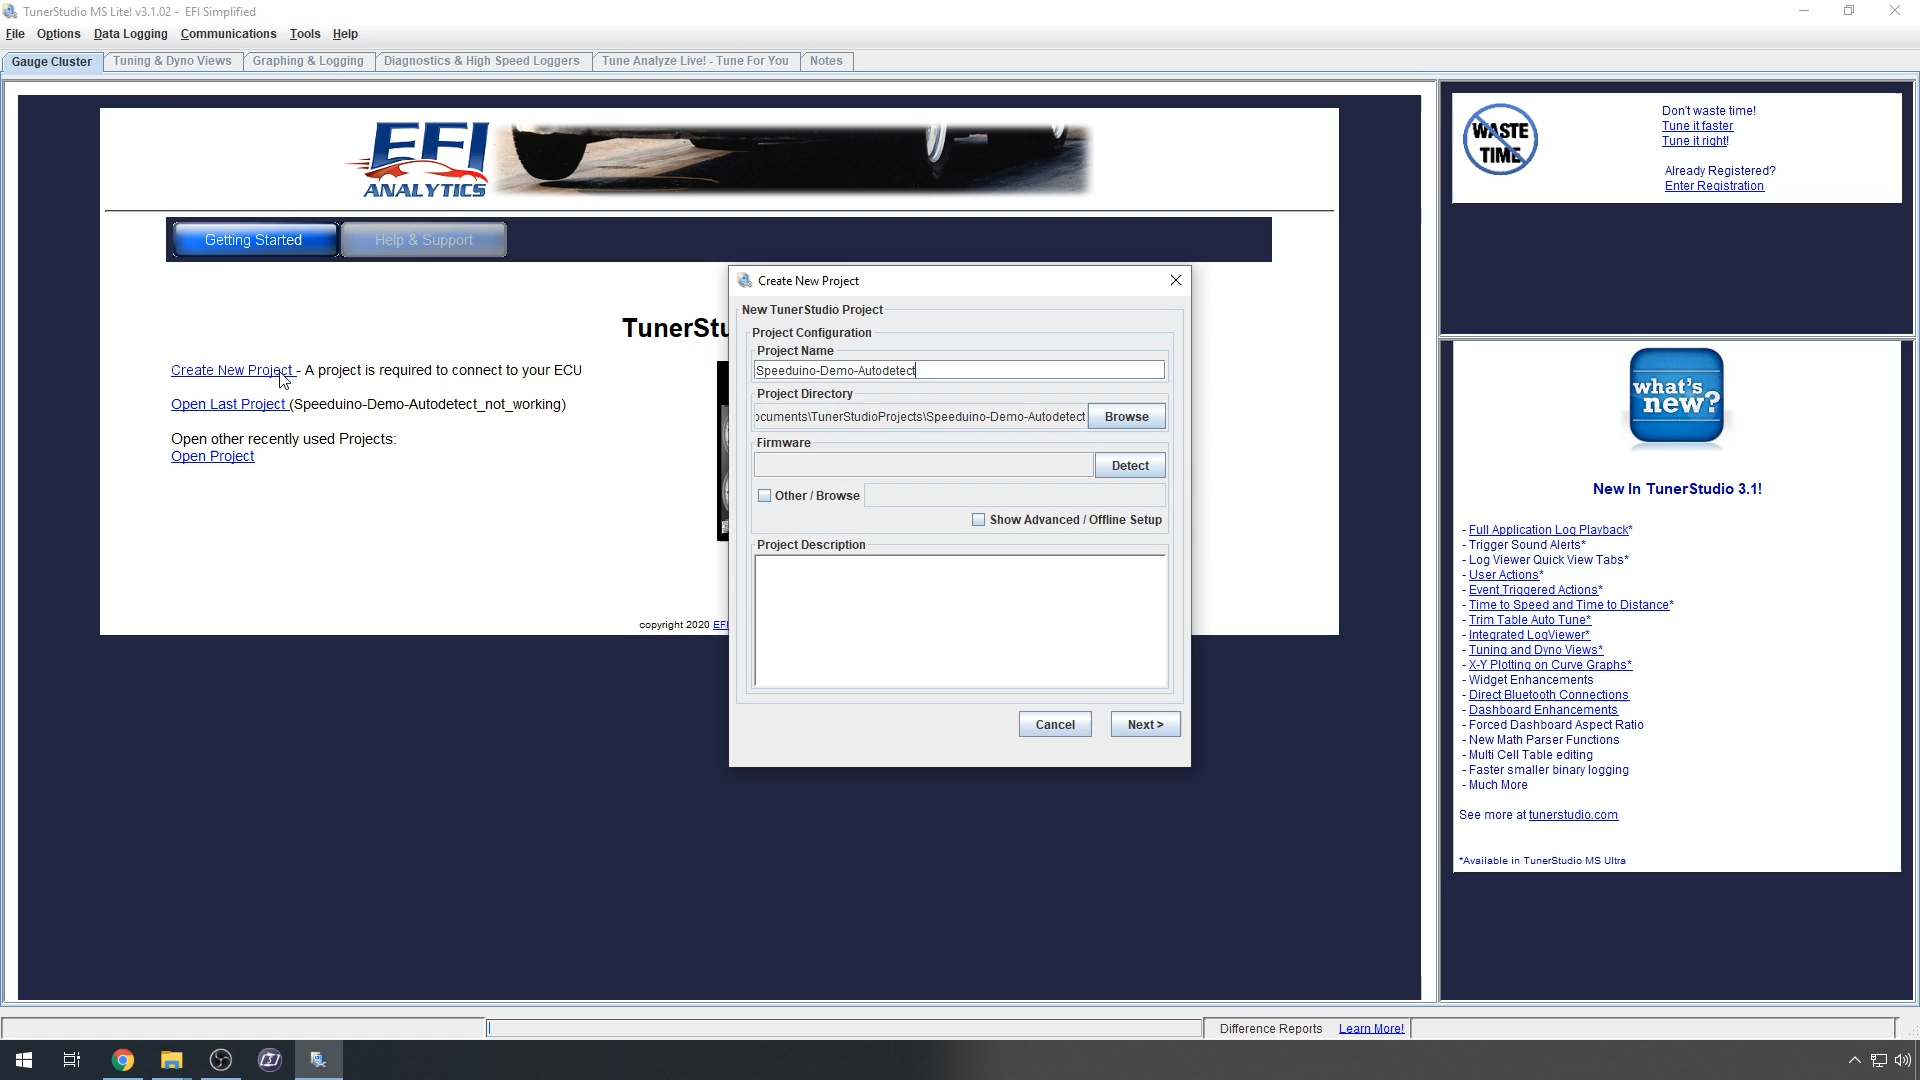 TunerStudio MS Lite! v3.1.02 - EFI Simplified
File Options Data Logging Communications Tools Help
Gauge Cluster Tuning & Dyno Views Graphing & Logging Diagnostics & High Speed Loggers Tune Analyze Live! - Tune For You Notes
EFI
ANALYTICS
Getting Started Help & Support
TunerStu
Create New Project - A project is required to connect to your ECU
Open Last Project (Speeduino-Demo-Autodetect_not_working)
Open other recently used Projects:
Open Project
copyright 2020 EFI
Create New Project
New TunerStudio Project
Project Configuration
Project Name
Speeduino-Demo-Autodetect
Project Directory
ocuments\TunerStudioProjects\Speeduino-Demo-Autodetect Browse
Firmware
Detect
Other / Browse
Show Advanced / Offline Setup
Project Description
Cancel Next >
WASTE
TIME
Don't waste time!
Tune it faster
Tune it right!
Already Registered?
Enter Registration
what's
new?
New In TunerStudio 3.1!
- Full Application Log Playback*
- Trigger Sound Alerts*
- Log Viewer Quick View Tabs*
- User Actions*
- Event Triggered Actions*
- Time to Speed and Time to Distance*
- Trim Table Auto Tune*
- Integrated LogViewer*
- Tuning and Dyno Views*
- X-Y Plotting on Curve Graphs*
- Widget Enhancements
- Direct Bluetooth Connections
- Dashboard Enhancements
- Forced Dashboard Aspect Ratio
- New Math Parser Functions
- Multi Cell Table editing
- Faster smaller binary logging
- Much More
See more at tunerstudio.com
*Available in TunerStudio MS Ultra
Difference Reports Learn More!